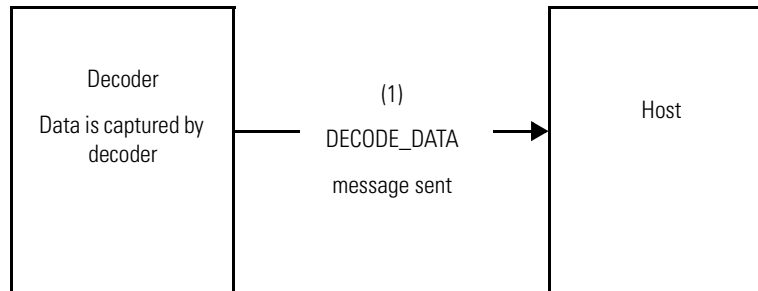 Decoder
Data is captured by
decoder
(1)
DECODE_DATA
message sent
Host